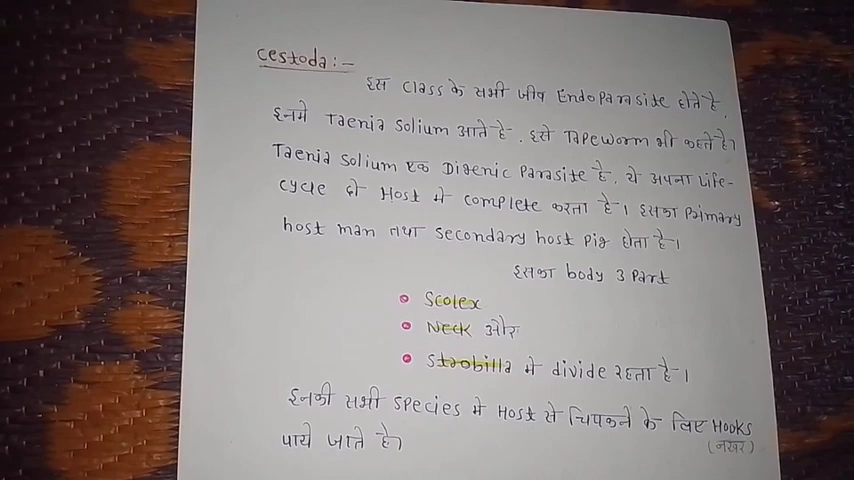 Cestoda :-
इस Class के सभी जीव Endoparasite होते है.
इनमे Taenia Solium आते है. इसे Tapeworm भी कहते है।
Taenia Solium एक Digenic Parasite है. ये अपना Life-
cycle दो Host मे complete करता है। इसका Primary
host man तथा Secondary host Pig होता है।
इसका body 3 Part
Scolex
Neck और
Strobilla मे divide रहता है।
इनकी सभी Species मे Host से चिपकने के लिए Hooks
पाये जाते है। (नखर)